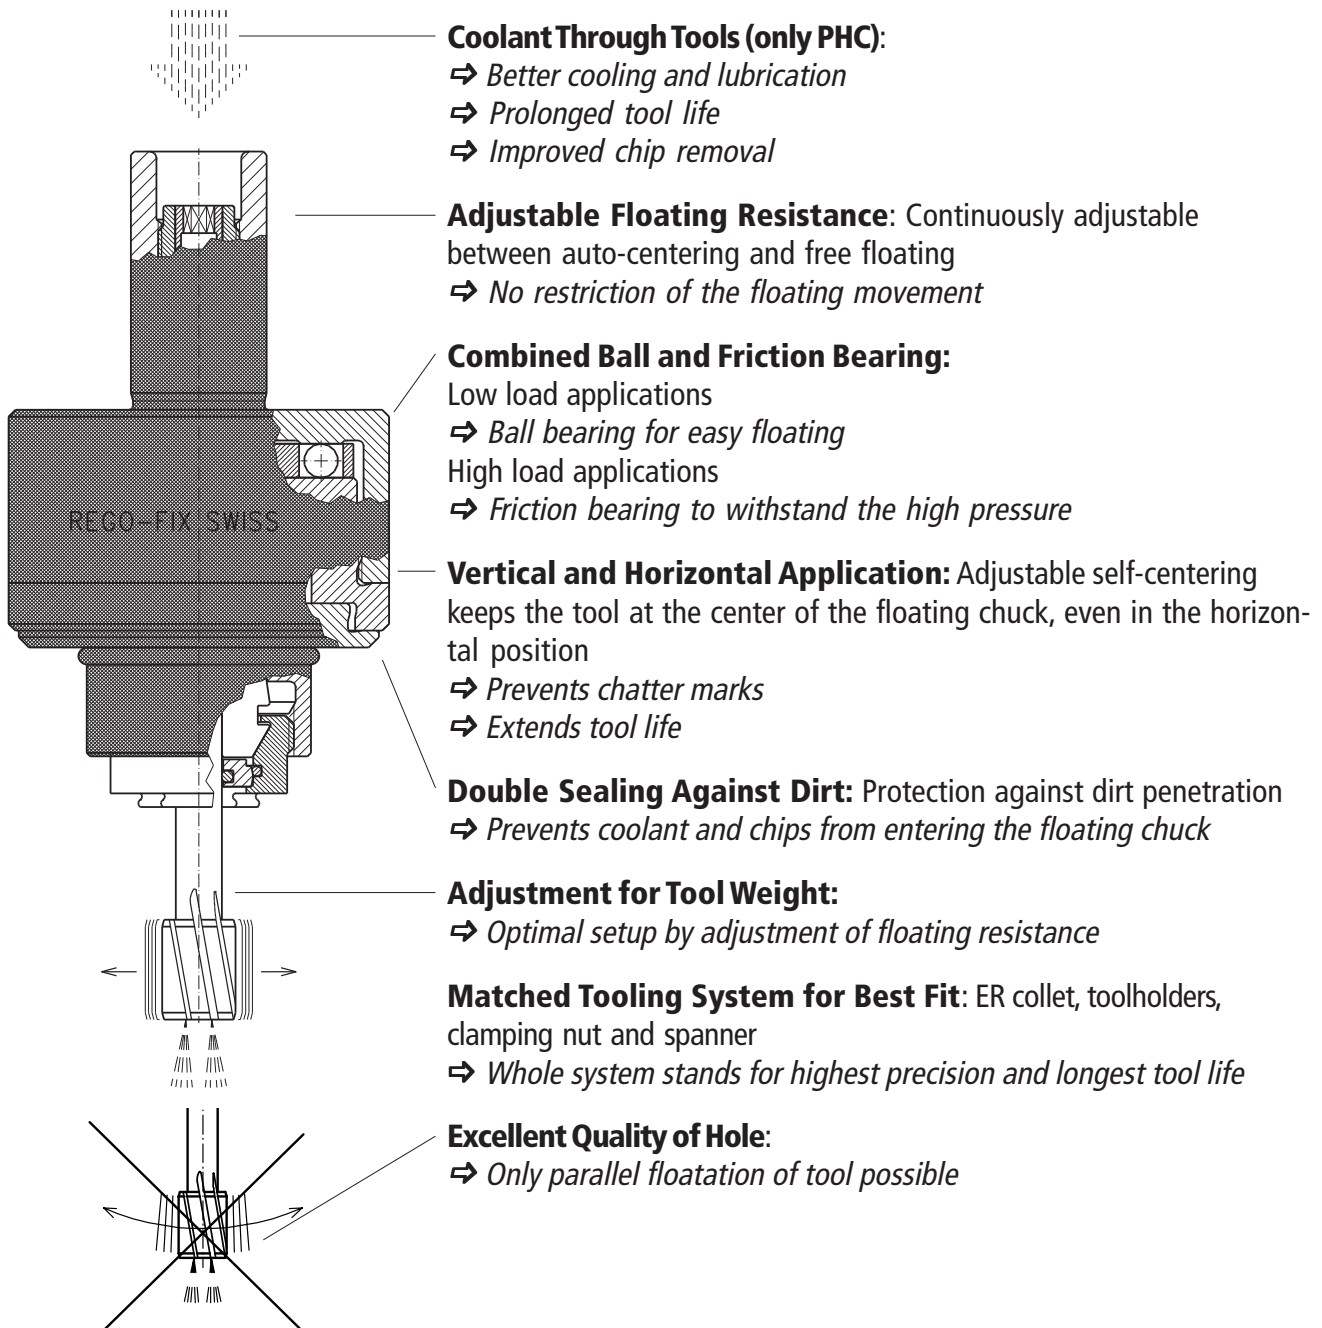 Coolant Through Tools (only PHC):
⇨ Better cooling and lubrication
⇨ Prolonged tool life
⇨ Improved chip removal
Adjustable Floating Resistance: Continuously adjustable
between auto-centering and free floating
⇨ No restriction of the floating movement
Combined Ball and Friction Bearing:
Low load applications
⇨ Ball bearing for easy floating
High load applications
⇨ Friction bearing to withstand the high pressure
REGO-FIX SWISS
Vertical and Horizontal Application: Adjustable self-centering
keeps the tool at the center of the floating chuck, even in the horizon-
tal position
⇨ Prevents chatter marks
⇨ Extends tool life
Double Sealing Against Dirt: Protection against dirt penetration
⇨ Prevents coolant and chips from entering the floating chuck
Adjustment for Tool Weight:
⇨ Optimal setup by adjustment of floating resistance
Matched Tooling System for Best Fit: ER collet, toolholders,
clamping nut and spanner
⇨ Whole system stands for highest precision and longest tool life
Excellent Quality of Hole:
⇨ Only parallel floatation of tool possible